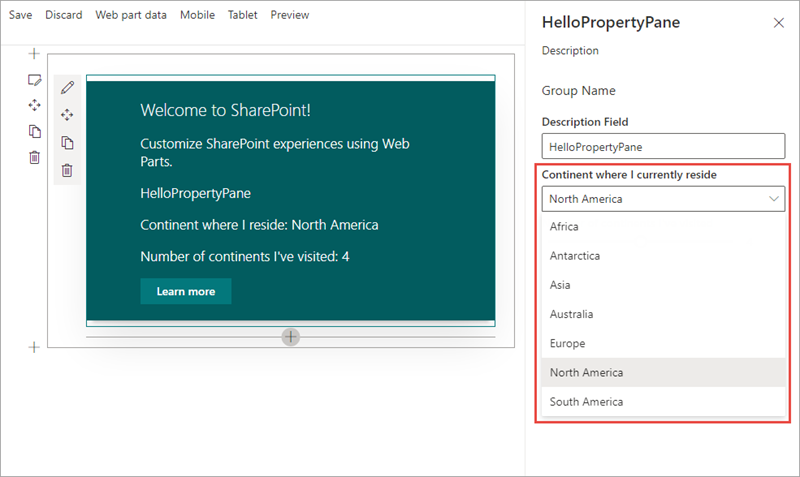 Save Discard Web part data Mobile Tablet Preview
Welcome to SharePoint!
Customize SharePoint experiences using Web
Parts.
HelloPropertyPane
Continent where I reside: North America
Number of continents I've visited: 4
Learn more
HelloPropertyPane
Description
Group Name
Description Field
HelloPropertyPane
Continent where I currently reside
North America
Africa
Antarctica
Asia
Australia
Europe
North America
South America